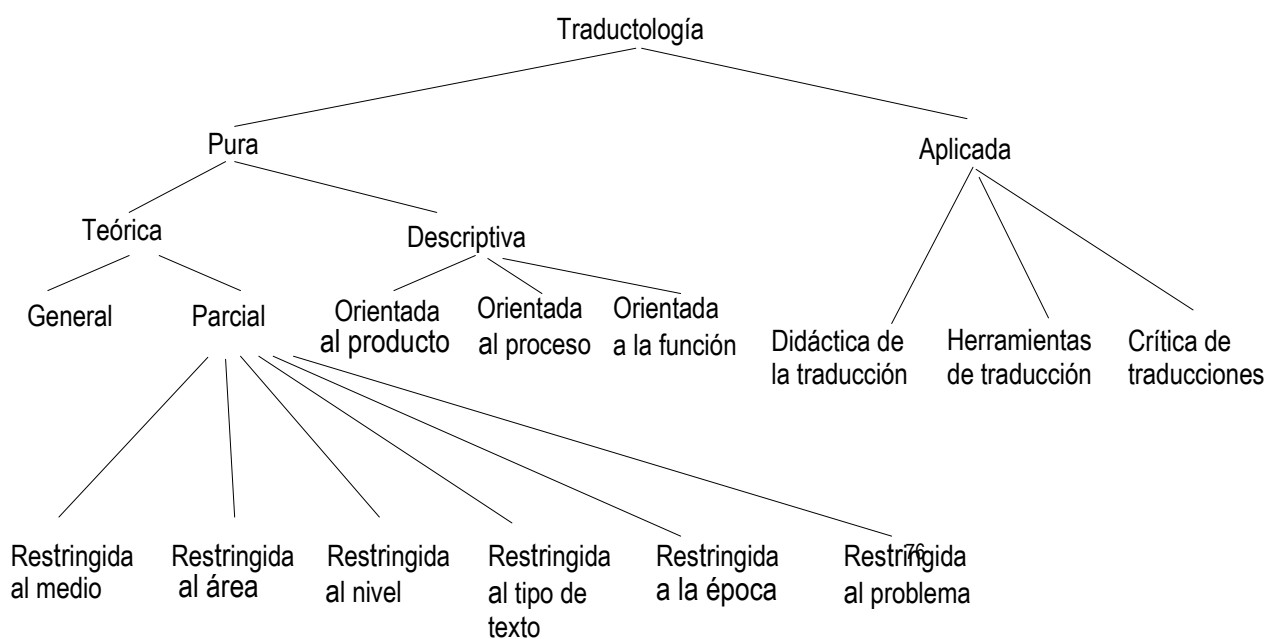 Traductología
Pura
Aplicada
Teórica
Descriptiva
General
Parcial
Orientada
al producto
Orientada
al proceso
Orientada
a la función
Didáctica de
la traducción
Herramientas
de traducción
Crítica de
traducciones
Restringida
al medio
Restringida
al área
Restringida
al nivel
Restringida
al tipo de
texto
Restringida
a la época
Restringida
al problema
76